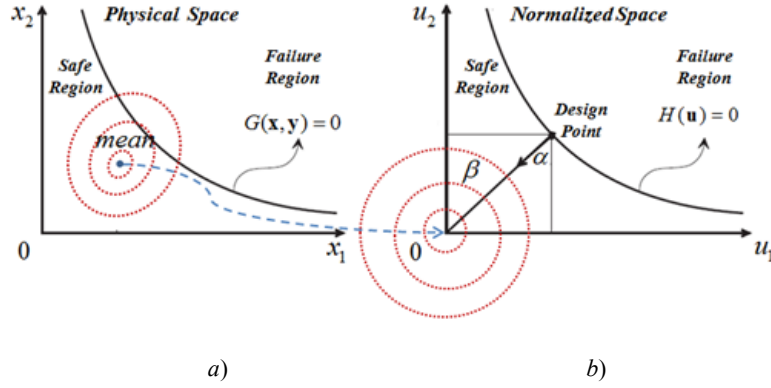 x₂
Physical Space
Safe
Region
Failure
Region
G(x,y)=0
mean
0
x₁
a)
u₂
Normalized Space
Safe
Region
Failure
Region
Design
Point
H(u)=0
α
β
0
u₁
b)